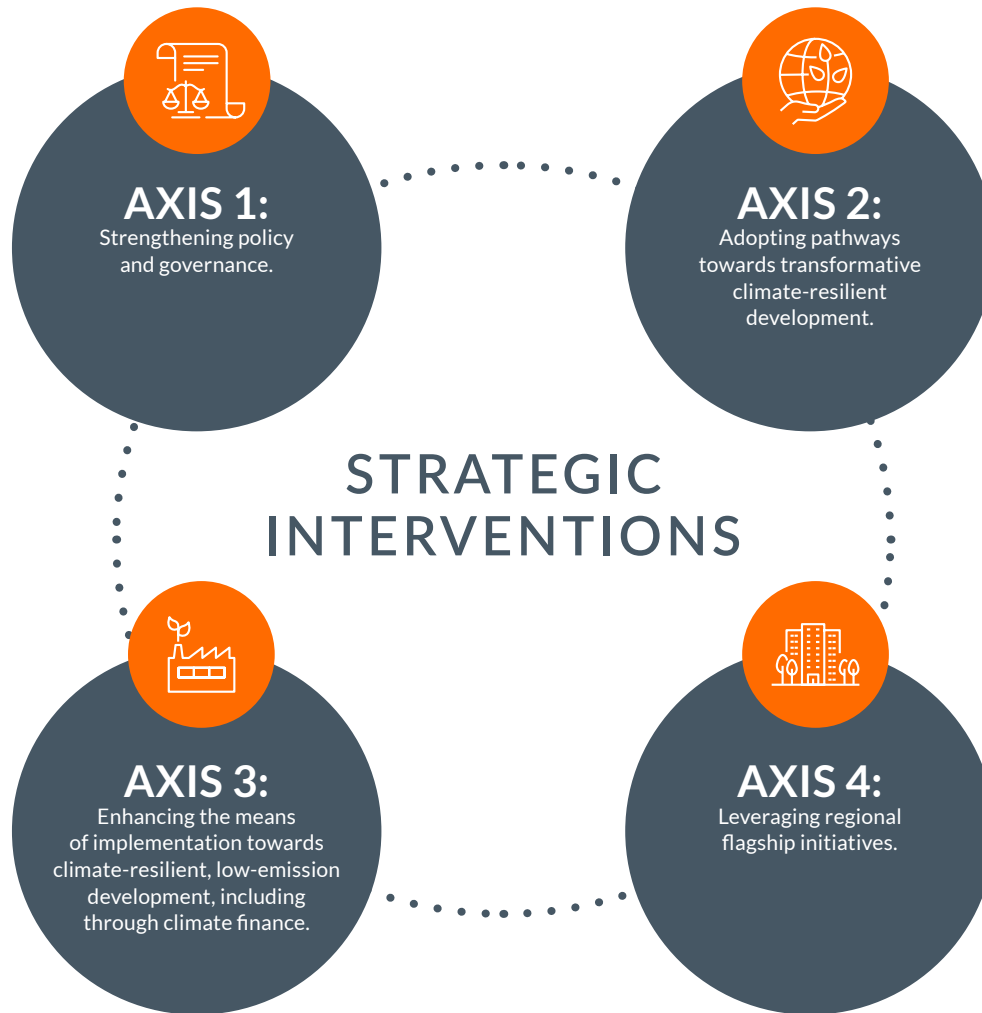 AXIS 1:
Strengthening policy
and governance.
AXIS 2:
Adopting pathways
towards transformative
climate-resilient
development.
STRATEGIC
INTERVENTIONS
AXIS 3:
Enhancing the means
of implementation towards
climate-resilient, low-emission
development, including
through climate finance.
AXIS 4:
Leveraging regional
flagship initiatives.